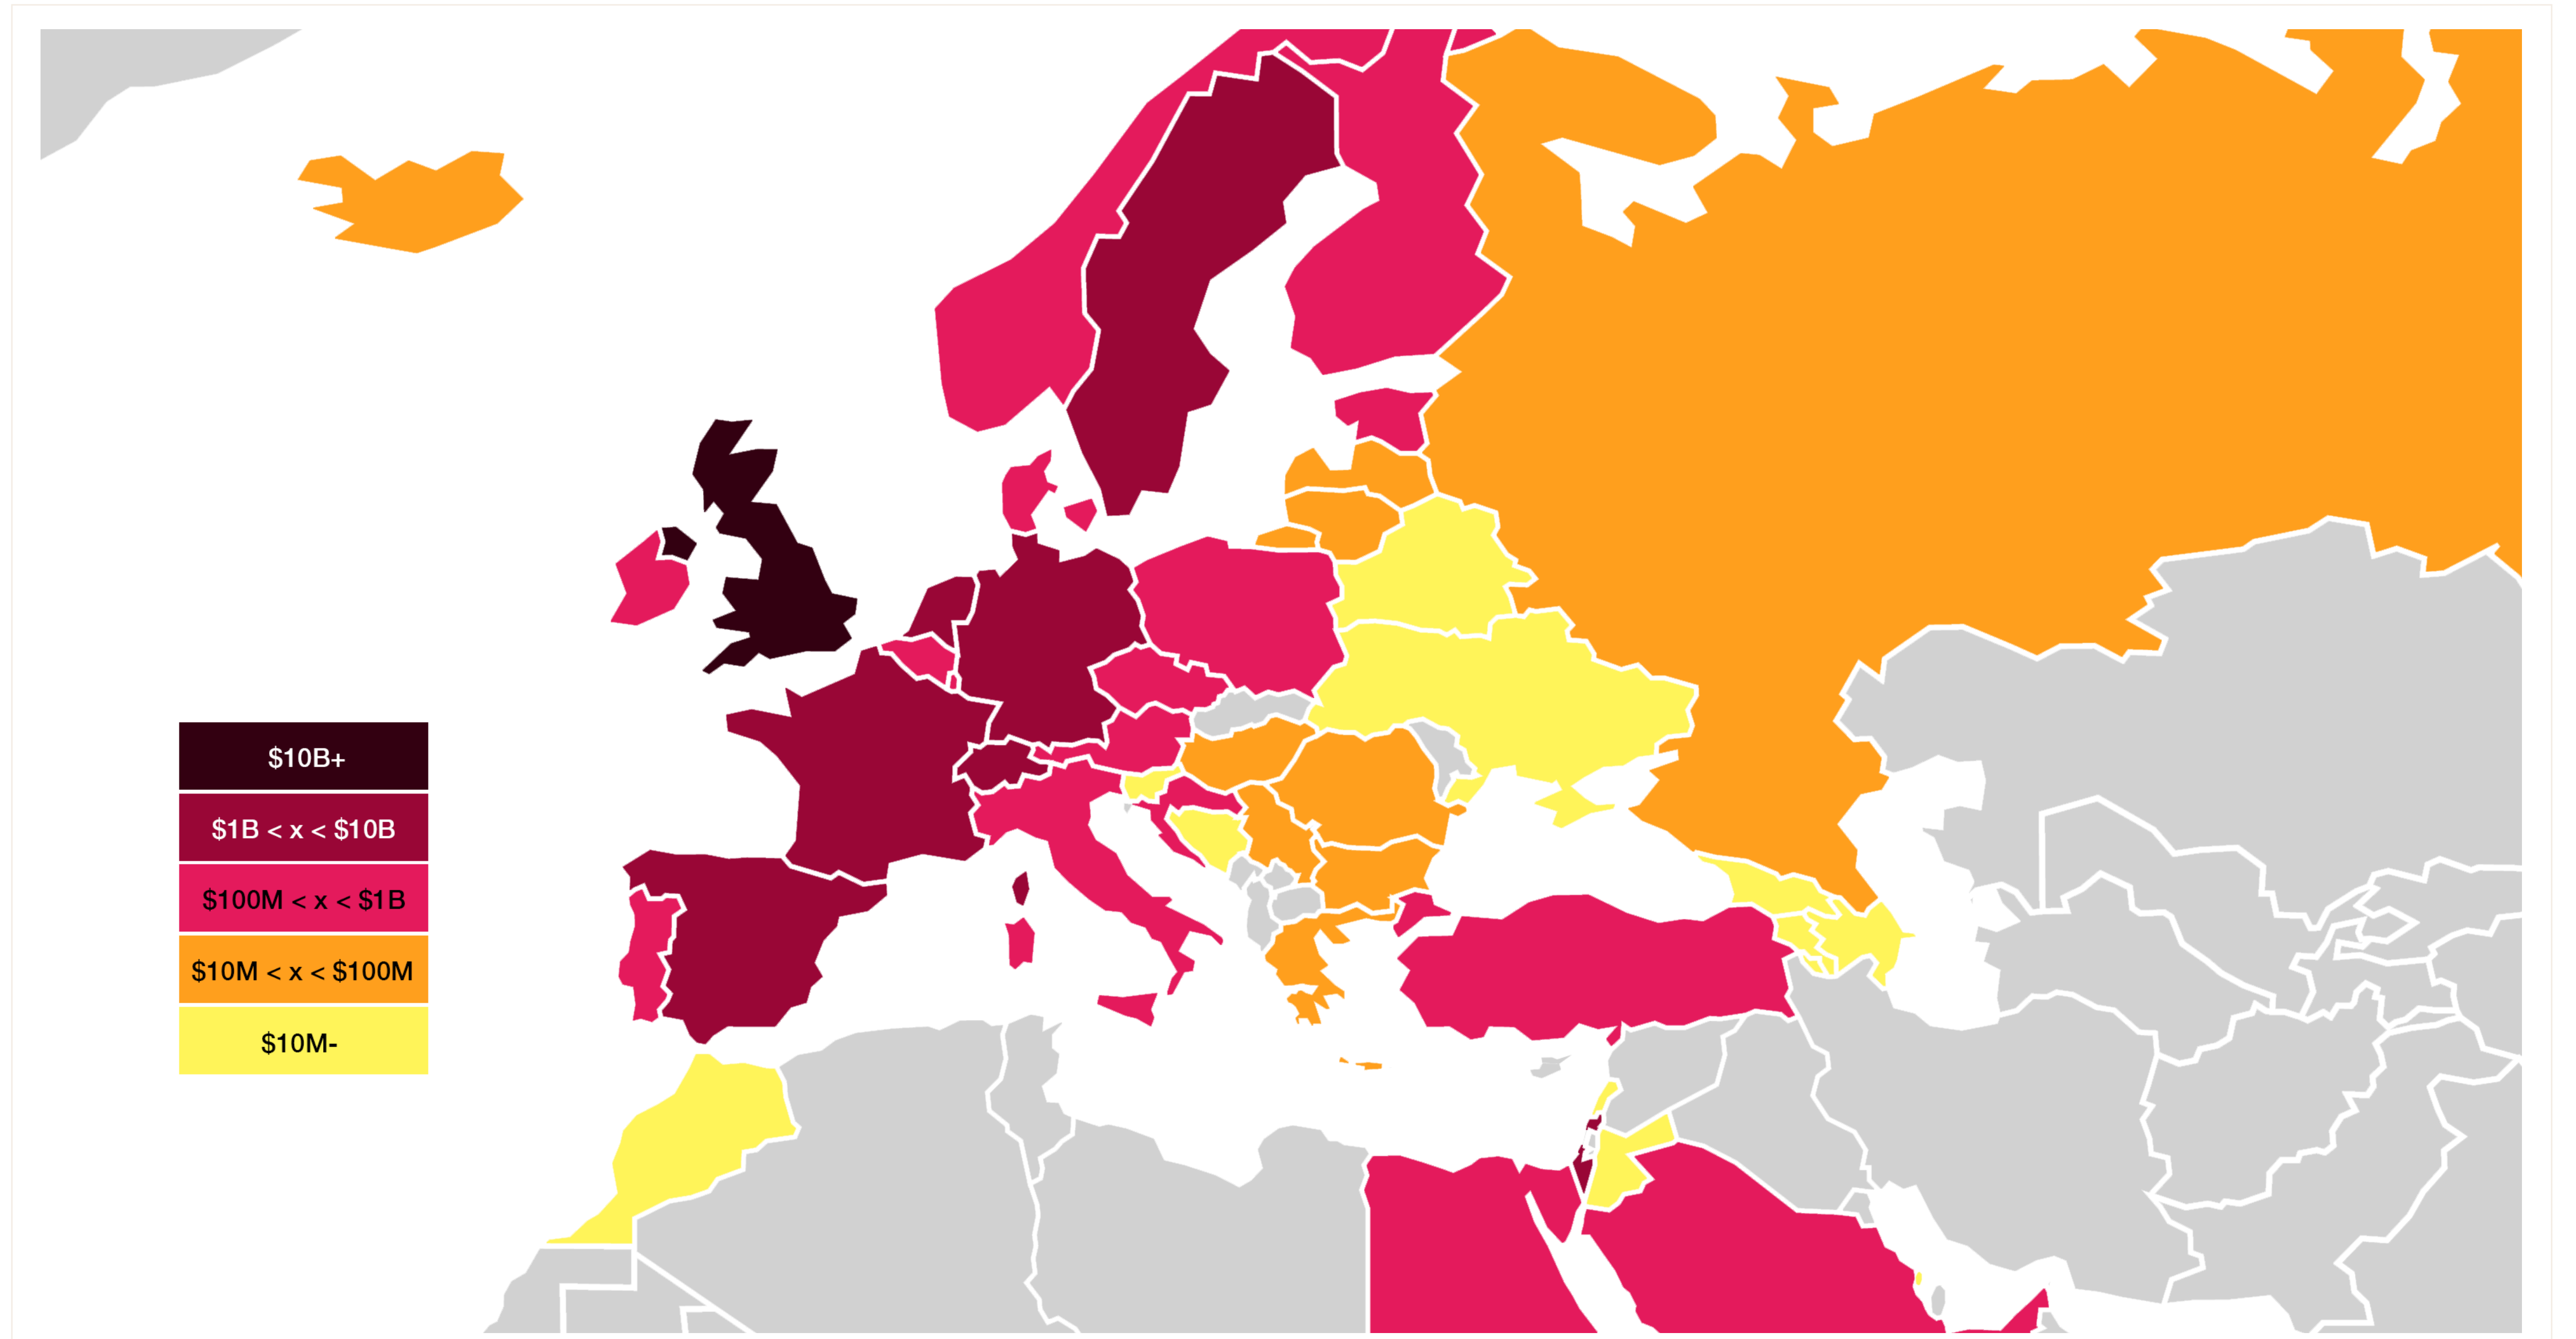 $10B+
$1B < x < $10B
$100M < x < $1B
$10M < x < $100M
$10M-